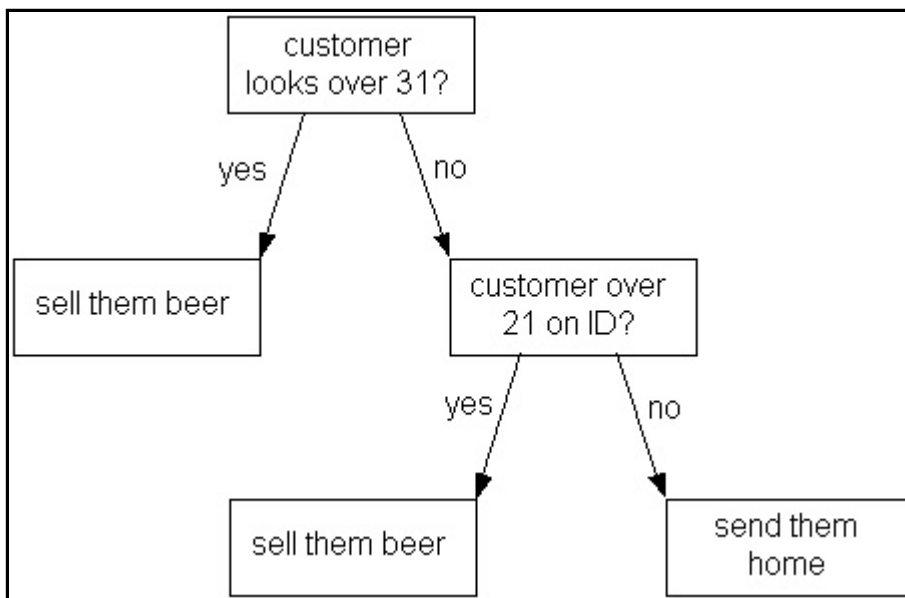 customer
looks over 31?
yes
no
sell them beer
customer over
21 on ID?
yes
no
sell them beer
send them
home